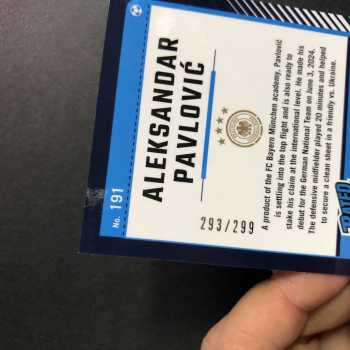 No. 191
ALEKSANDAR
PAVLOVIĆ
293/299
A product of the FC Bayern München academy, Pavlović
is settling into the top flight and is also ready to
stake his claim at the international level. He made his
debut for the German National Team on June 3, 2024.
The defensive midfielder played 20 minutes and helped
to secure a clean sheet in a friendly vs. Ukraine.
RATED